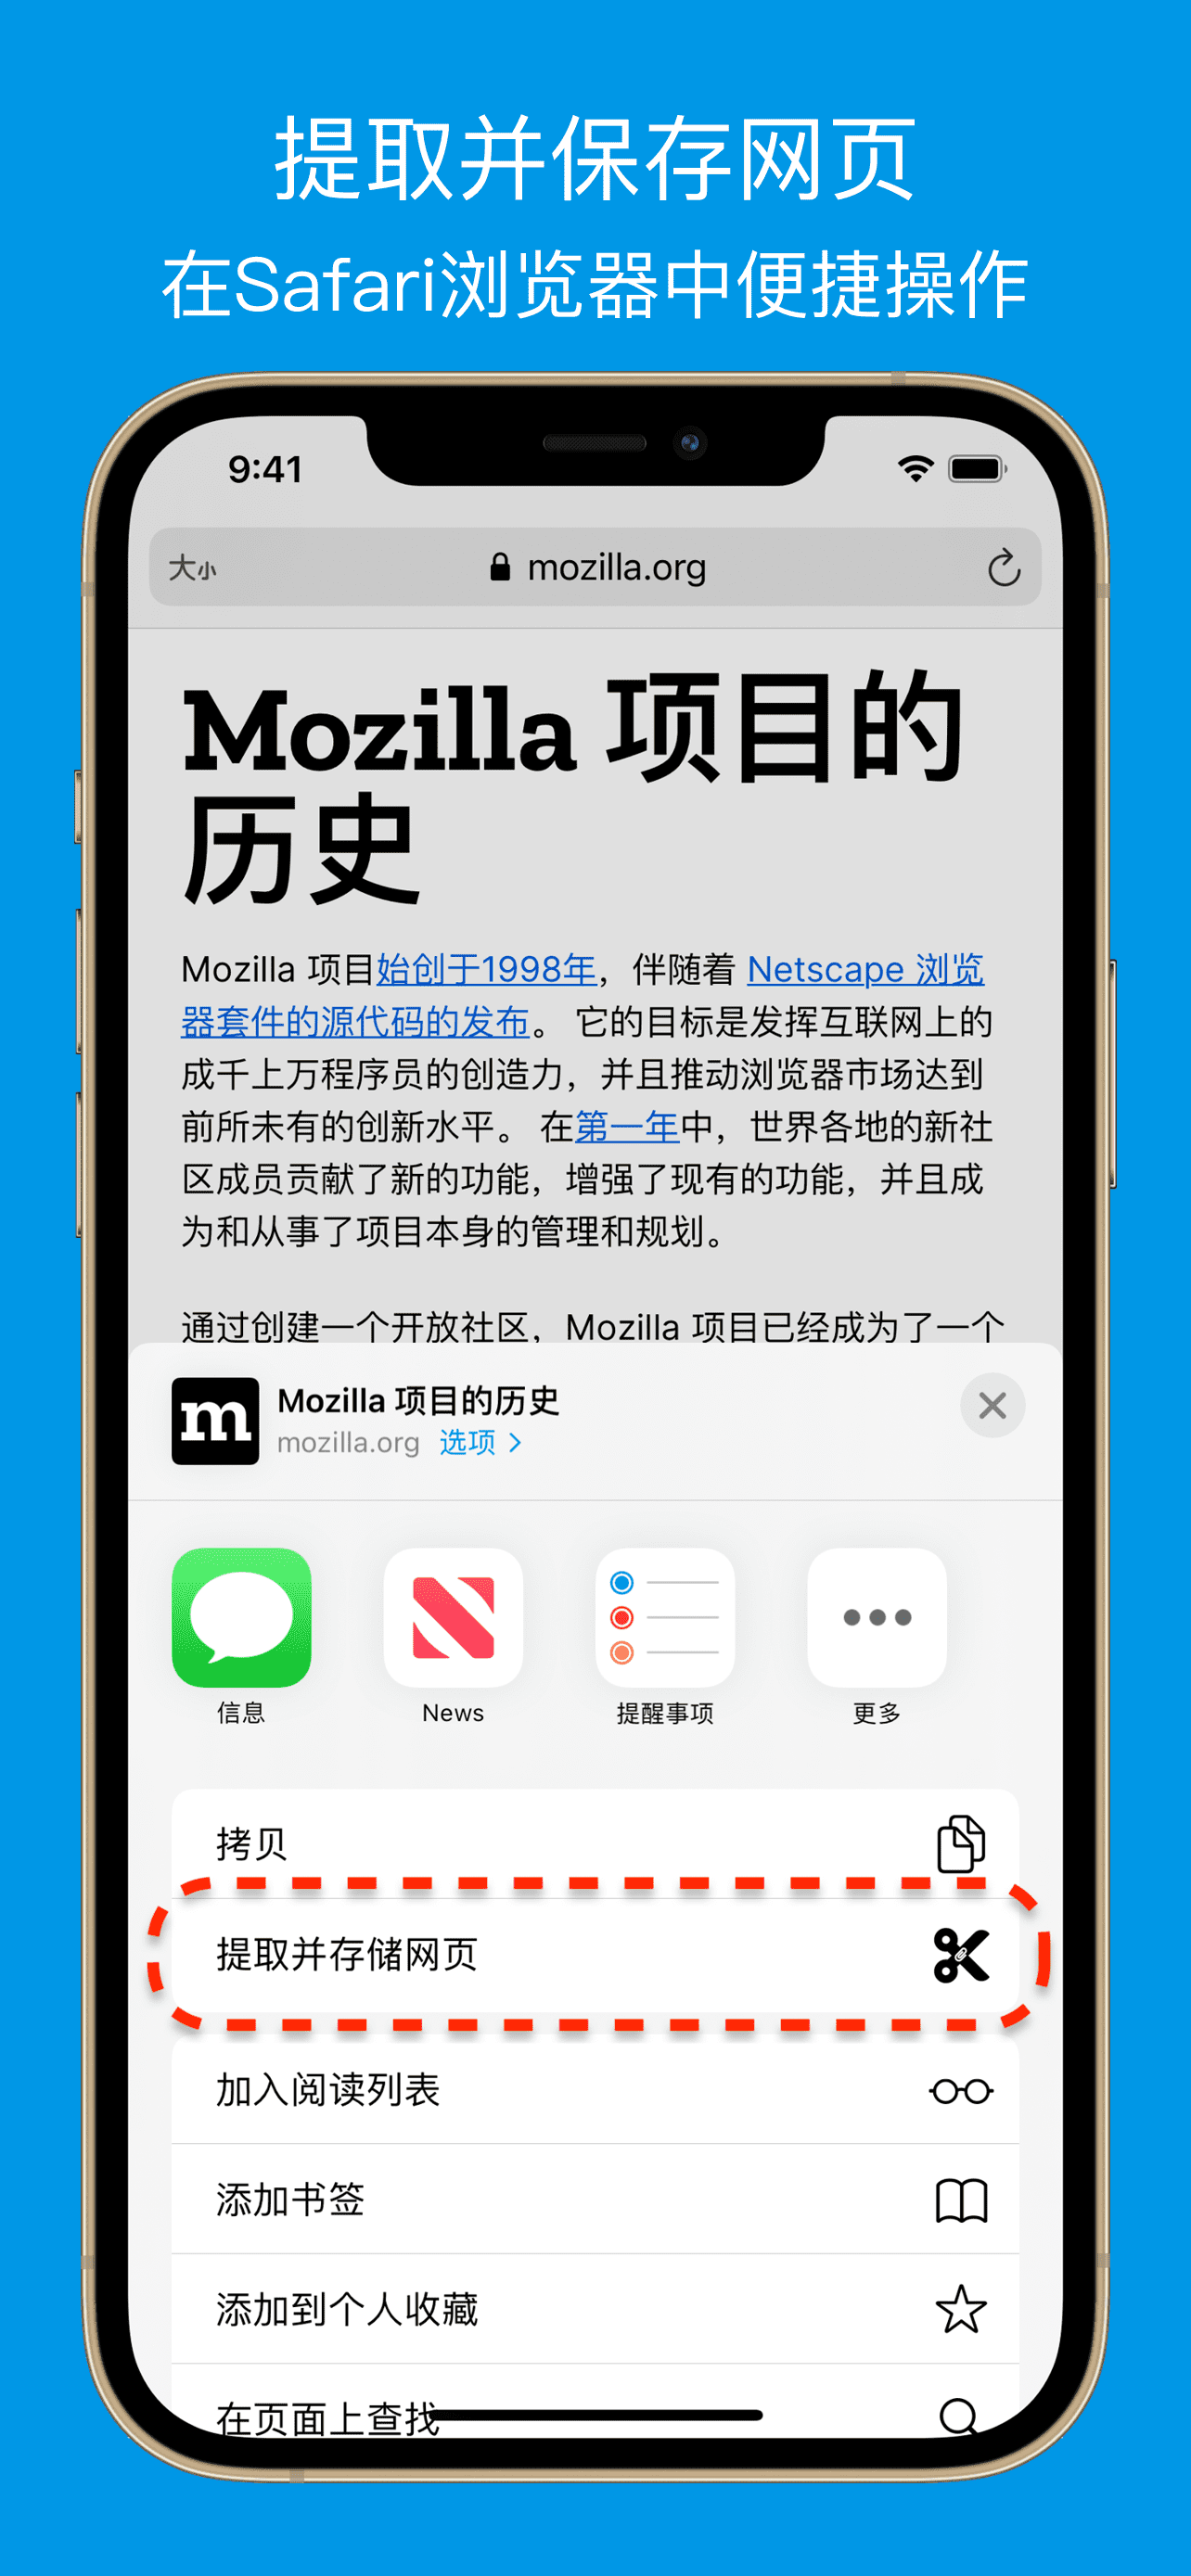 提取并保存网页
在Safari浏览器中便捷操作
9:41
大小
mozilla.org
Mozilla 项目的
历史
Mozilla 项目始创于1998年，伴随着 Netscape 浏览
器套件的源代码的发布。 它的目标是发挥互联网上的
成千上万程序员的创造力，并且推动浏览器市场达到
前所未有的创新水平。 在第一年中，世界各地的新社
区成员贡献了新的功能，增强了现有的功能，并且成
为和从事了项目本身的管理和规划。
通过创建一个开放社区，Mozilla 项目已经成为了一个
m
Mozilla 项目的历史
mozilla.org 选项
信息
News
提醒事项
更多
拷贝
提取并存储网页
加入阅读列表
添加书签
添加到个人收藏
在页面上查找